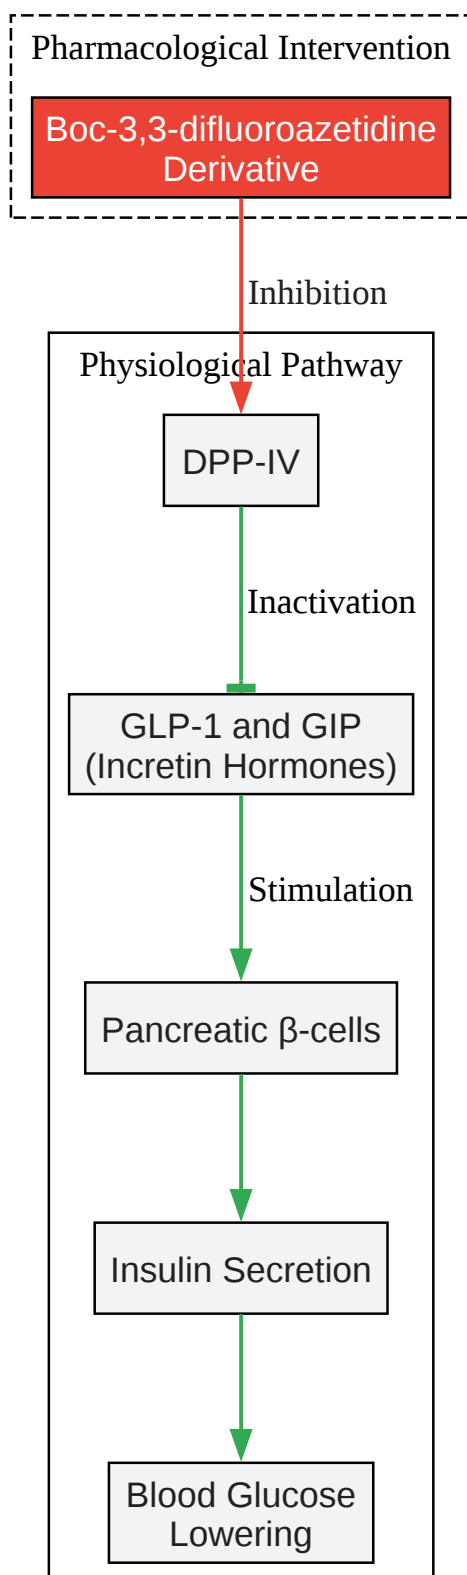 Pharmacological Intervention
Boc-3,3-difluoroazetidine
Derivative
Inhibition
Physiological Pathway
DPP-IV
Inactivation
GLP-1 and GIP
(Incretin Hormones)
Stimulation
Pancreatic β-cells
Insulin Secretion
Blood Glucose
Lowering